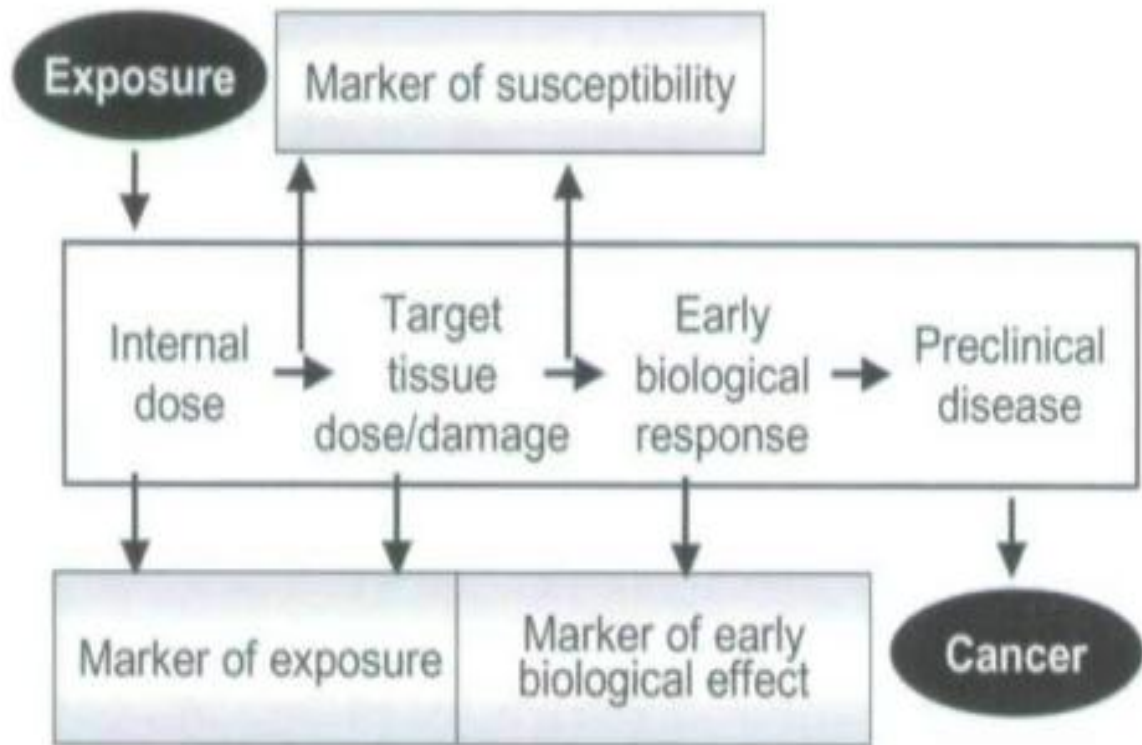 Exposure
Marker of susceptibility
Internal
dose
Target
tissue
dose/damage
Early
biological
response
Preclinical
disease
Marker of exposure
Marker of early
biological effect
Cancer